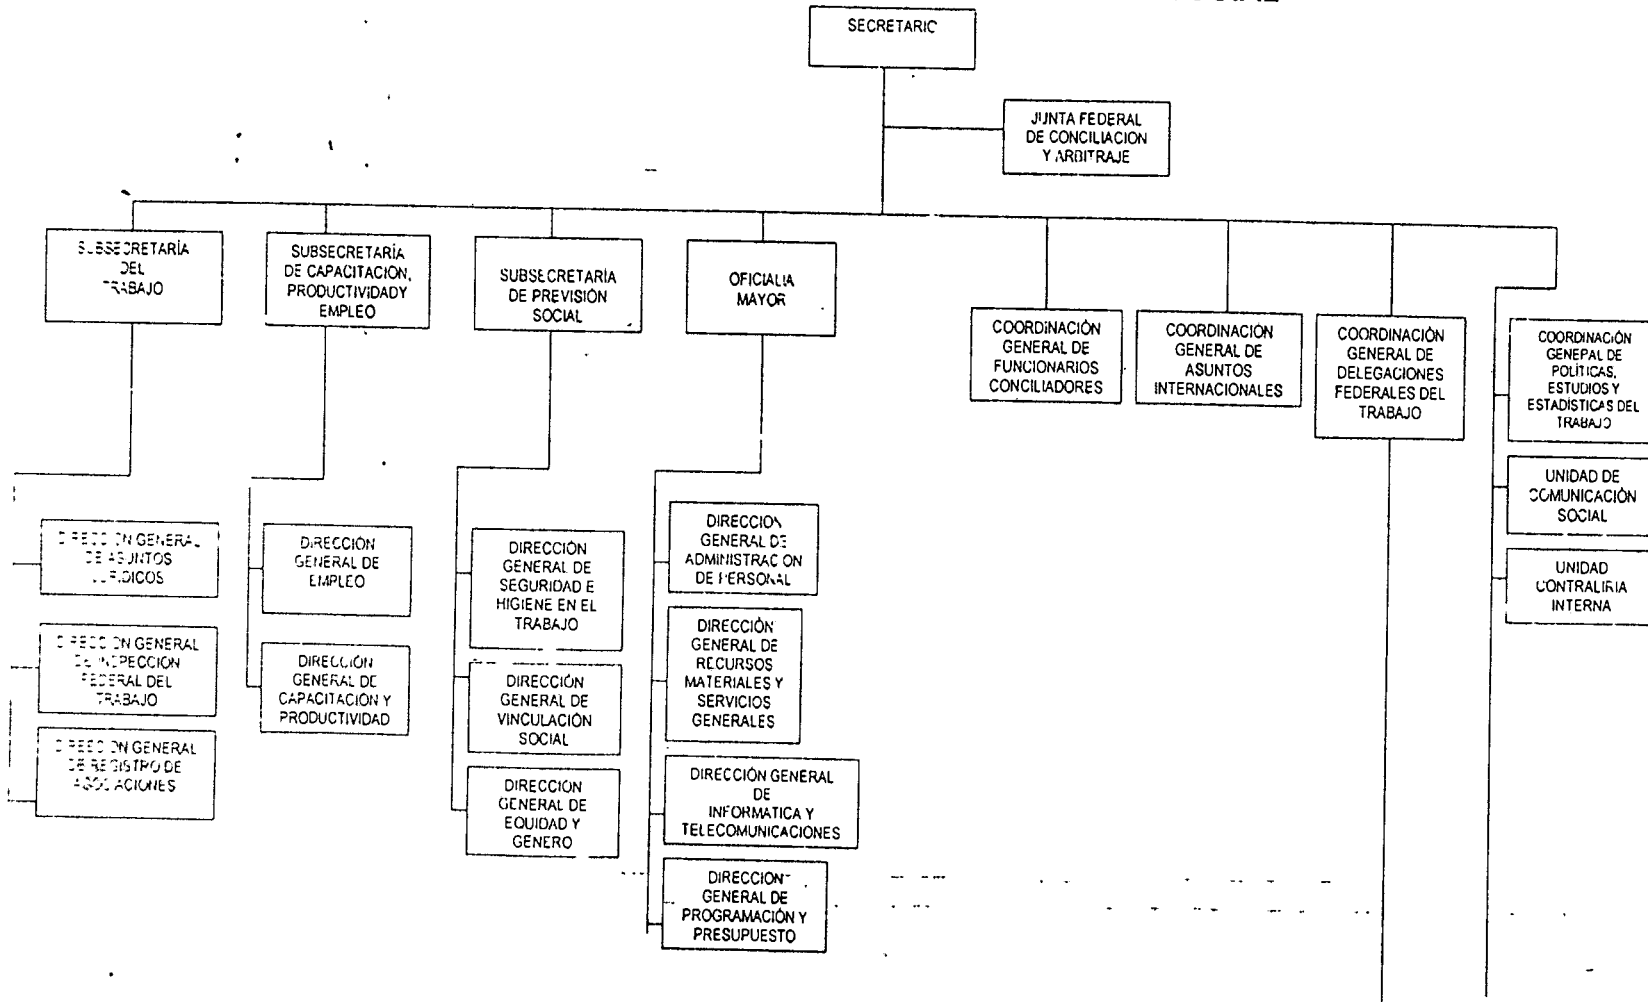 SECRETARIO
JUNTA FEDERAL
DE CONCILIACION
Y ARBITRAJE
SUBSECRETARÍA
DEL
TRABAJO
SUBSECRETARÍA
DE CAPACITACION,
PRODUCTIVIDAD Y
EMPLEO
SUBSECRETARÍA
DE PREVISIÓN
SOCIAL
OFICIALIA
MAYOR
COORDINACIÓN
GENERAL DE
FUNCIONARIOS
CONCILIADORES
COORDINACIÓN
GENERAL DE
ASUNTOS
INTERNACIONALES
COORDINACIÓN
GENERAL DE
DELEGACIONES
FEDERALES DEL
TRABAJO
COORDINACIÓN
GENERAL DE
POLÍTICAS,
ESTUDIOS Y
ESTADÍSTICAS DEL
TRABAJO
UNIDAD DE
COMUNICACIÓN
SOCIAL
UNIDAD
CONTRALIRIA
INTERNA
DIRECCION GENERAL
DE ASUNTOS
JURIDICOS
DIRECCION GENERAL
DE INSPECCION
FEDERAL DEL
TRABAJO
DIRECCION GENERAL
DE REGISTRO DE
ASOCIACIONES
DIRECCIÓN
GENERAL DE
EMPLEO
DIRECCIÓN
GENERAL DE
CAPACITACIÓN Y
PRODUCTIVIDAD
DIRECCIÓN
GENERAL DE
SEGURIDAD E
HIGIENE EN EL
TRABAJO
DIRECCIÓN
GENERAL DE
VINCULACIÓN
SOCIAL
DIRECCIÓN
GENERAL DE
EQUIDAD Y
GENERO
DIRECCION
GENERAL DE
ADMINISTRACION
DE PERSONAL
DIRECCIÓN
GENERAL DE
RECURSOS
MATERIALES Y
SERVICIOS
GENERALES
DIRECCIÓN GENERAL
DE
INFORMATICA Y
TELECOMUNICACIONES
DIRECCION
GENERAL DE
PROGRAMACIÓN Y
PRESUPUESTO